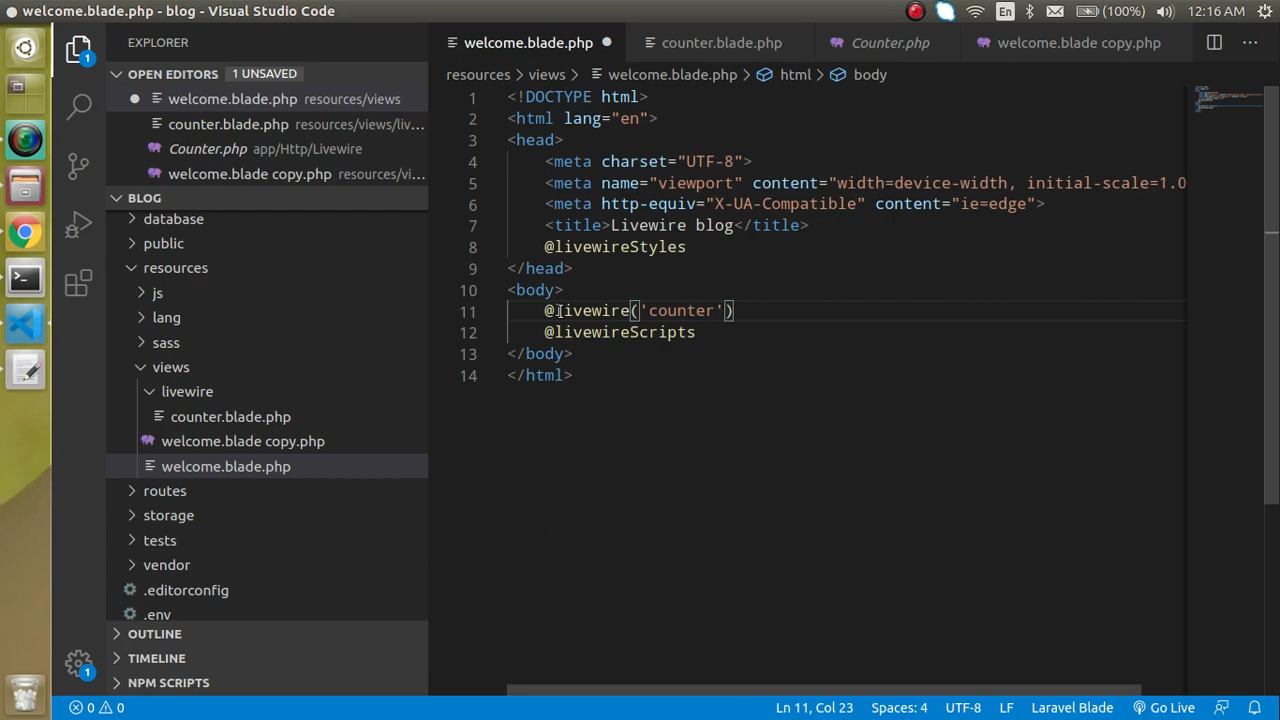 welcome.blade.php - blog - Visual Studio Code
En
(100%)
12:16 AM
1
EXPLORER
OPEN EDITORS
1 UNSAVED
welcome.blade.php resources/views
counter.blade.php resources/views/liv...
Counter.php app/Http/Livewire
welcome.blade copy.php resources/vi...
BLOG
database
public
resources
js
lang
sass
views
livewire
counter.blade.php
welcome.blade copy.php
welcome.blade.php
routes
storage
tests
vendor
.editorconfig
.env
OUTLINE
TIMELINE
NPM SCRIPTS
1
welcome.blade.php
counter.blade.php
Counter.php
welcome.blade copy.php
resources > views > welcome.blade.php > html > body
1 <!DOCTYPE html>
2 <html lang="en">
3 <head>
4 <meta charset="UTF-8">
5 <meta name="viewport" content="width=device-width, initial-scale=1.0
6 <meta http-equiv="X-UA-Compatible" content="ie=edge">
7 <title>Livewire blog</title>
8 @livewireStyles
9 </head>
10 <body>
11 @livewire('counter')
12 @livewireScripts
13 </body>
14 </html>
0 0
Ln 11, Col 23
Spaces: 4
UTF-8
LF
Laravel Blade
Go Live